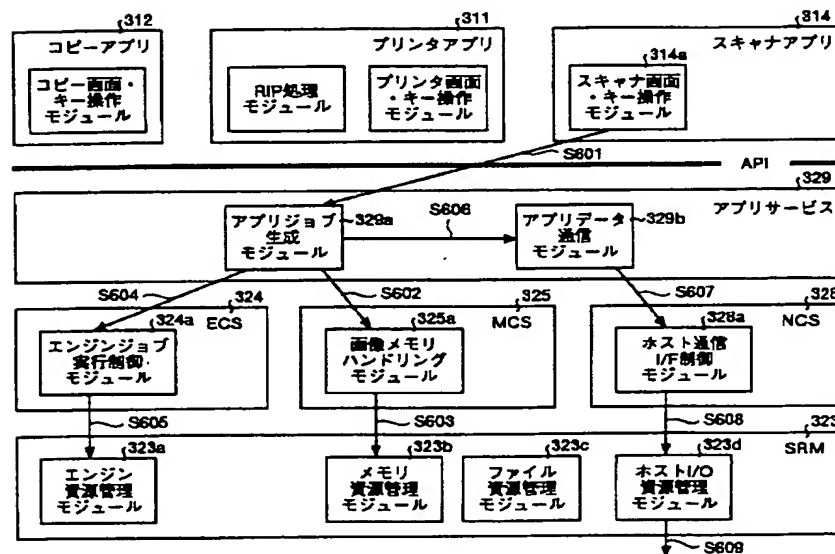 312
コピーアプリ
コピー画面・
キー操作
モジュール
311
プリンタアプリ
RIP処理
モジュール
プリンタ画面
・キー操作
モジュール
314
スキャナアプリ
314a
スキャナ画面
・キー操作
モジュール
S601
API
329
アプリサービス
アプリジョブ
生成
モジュール
329a
S606
アプリデータ
通信
モジュール
329b
S604
S602
S607
324
ECS
324a
エンジンジョブ
実行制御
モジュール
325
MCS
325a
画像メモリ
ハンドリング
モジュール
328
NCS
328a
ホスト通信
I/F制御
モジュール
S605
S603
S608
323
SRM
323a
エンジン
資源管理
モジュール
323b
メモリ
資源管理
モジュール
323c
ファイル
資源管理
モジュール
323d
ホストI/O
資源管理
モジュール
S609